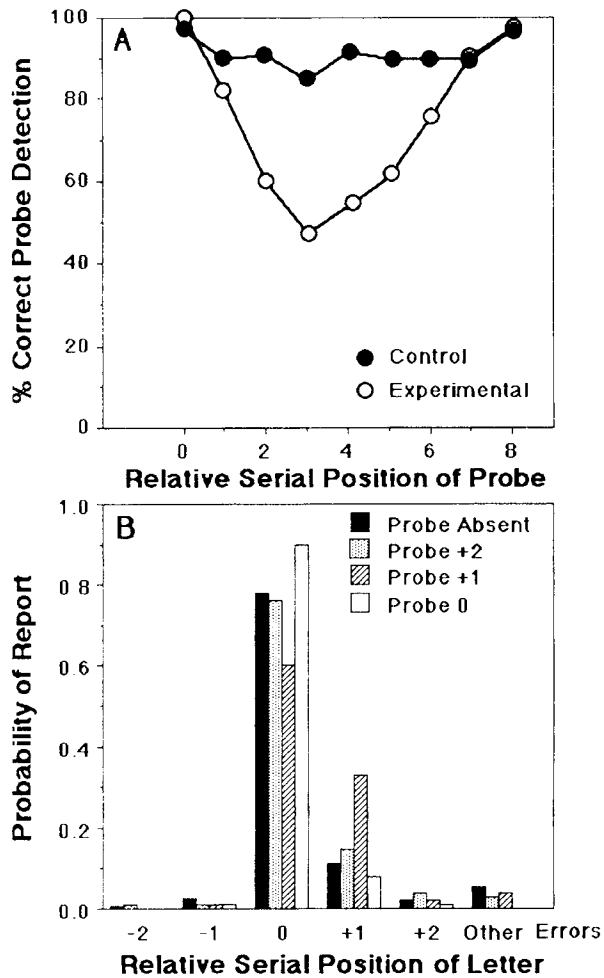 A
100
80
60
40
20
0
% Correct Probe Detection
Control
Experimental
0 2 4 6 8
Relative Serial Position of Probe
B
1.0
0.8
0.6
0.4
0.2
0.0
Probability of Report
Probe Absent
Probe +2
Probe +1
Probe 0
-2 -1 0 +1 +2 Other Errors
Relative Serial Position of Letter